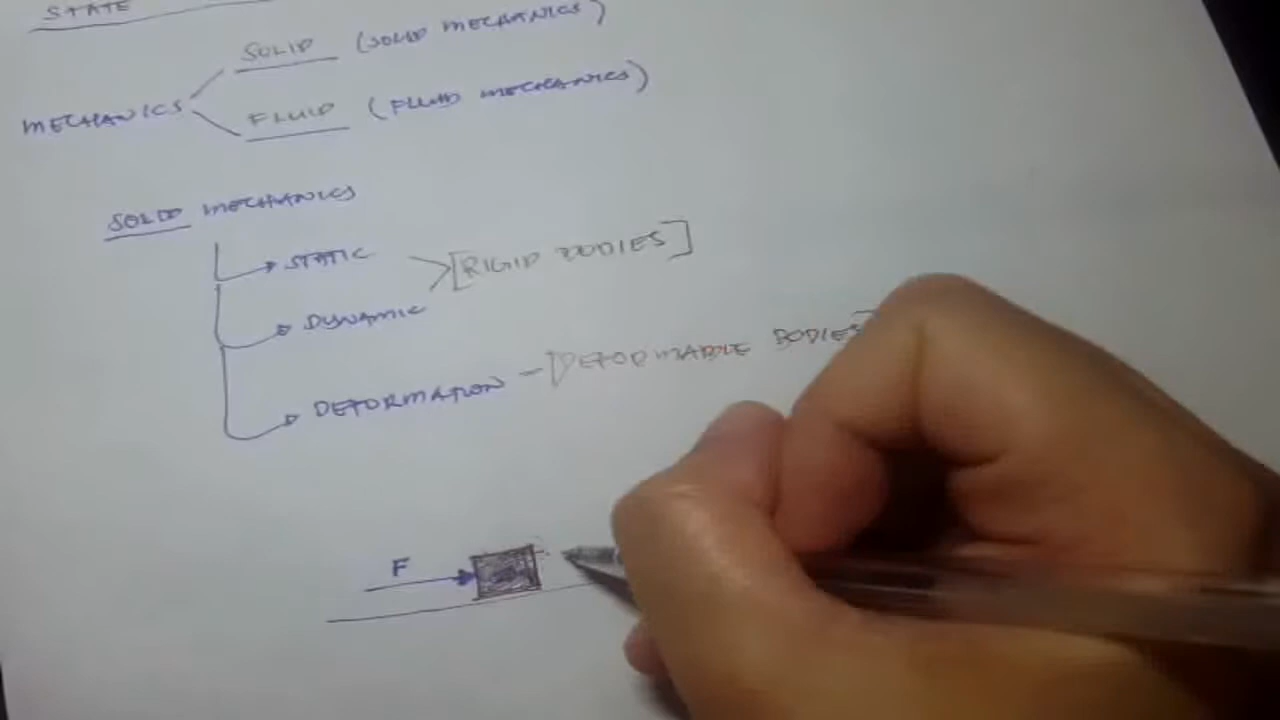 STATE
SOLID (SOLID MECHANICS)
MECHANICS
FLUID (FLUID MECHANICS)
SOLID MECHANICS
STATIC
[RIGID BODIES]
DYNAMIC
DEFORMATION - [DEFORMABLE BODIES]
F